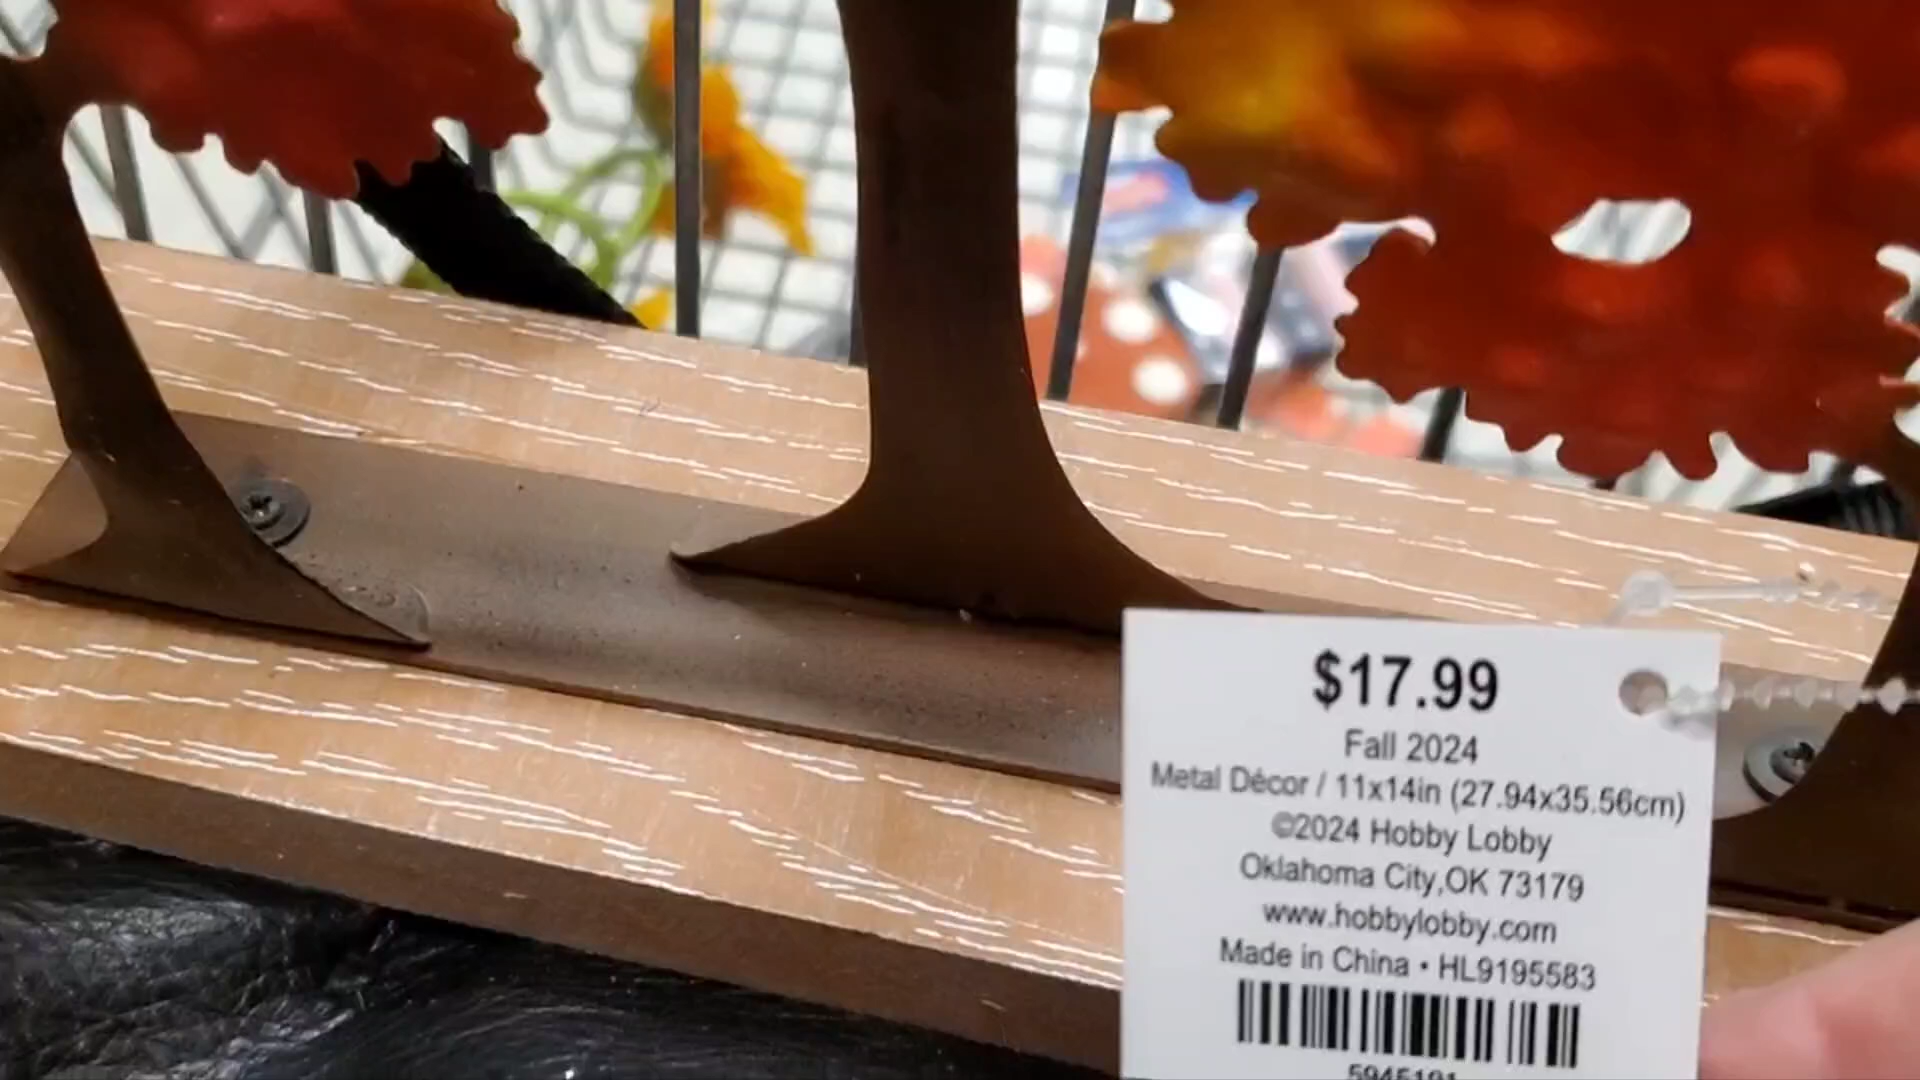 $17.99
Fall 2024
Metal Décor / 11x14in (27.94x35.56cm)
©2024 Hobby Lobby
Oklahoma City,OK 73179
www.hobbylobby.com
Made in China • HL9195583
5945191